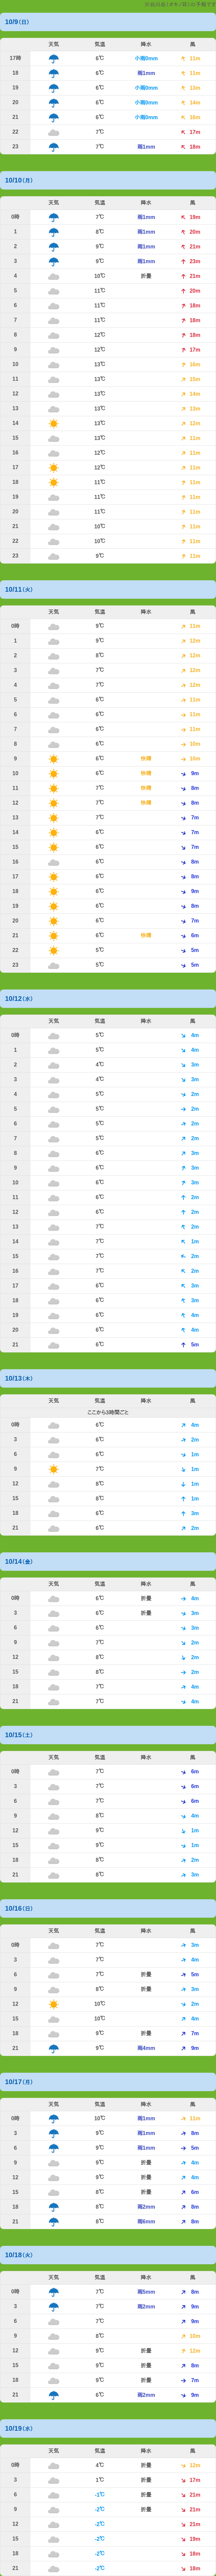 10/9(日)
天気 気温 降水 風
17時 6℃ 小雨0mm 11m
18 6℃ 雨1mm 11m
19 6℃ 小雨0mm 13m
20 6℃ 小雨0mm 14m
21 6℃ 小雨0mm 16m
22 7℃ 17m
23 7℃ 雨1mm 18m
10/10(月)
天気 気温 降水 風
0時 7℃ 雨1mm 19m
1 8℃ 雨1mm 20m
2 9℃ 雨1mm 21m
3 9℃ 雨1mm 23m
4 10℃ 折畳 21m
5 11℃ 20m
6 11℃ 18m
7 11℃ 18m
8 12℃ 18m
9 12℃ 17m
10 13℃ 16m
11 13℃ 15m
12 13℃ 14m
13 13℃ 13m
14 13℃ 12m
15 13℃ 11m
16 12℃ 11m
17 12℃ 11m
18 11℃ 11m
19 11℃ 11m
20 11℃ 11m
21 10℃ 11m
22 10℃ 11m
23 9℃ 11m
10/11(火)
天気 気温 降水 風
0時 9℃ 11m
1 9℃ 12m
2 8℃ 12m
3 7℃ 12m
4 7℃ 12m
5 6℃ 11m
6 6℃ 11m
7 6℃ 11m
8 6℃ 10m
9 6℃ 快晴 10m
10 6℃ 快晴 9m
11 7℃ 快晴 8m
12 7℃ 快晴 8m
13 7℃ 7m
14 6℃ 7m
15 6℃ 7m
16 6℃ 8m
17 6℃ 8m
18 6℃ 9m
19 6℃ 8m
20 6℃ 7m
21 6℃ 快晴 6m
22 5℃ 5m
23 5℃ 5m
10/12(水)
天気 気温 降水 風
0時 5℃ 4m
1 5℃ 4m
2 4℃ 3m
3 4℃ 3m
4 5℃ 2m
5 5℃ 2m
6 5℃ 2m
7 5℃ 2m
8 6℃ 3m
9 6℃ 3m
10 6℃ 3m
11 6℃ 2m
12 6℃ 2m
13 7℃ 2m
14 7℃ 1m
15 7℃ 2m
16 7℃ 2m
17 6℃ 3m
18 6℃ 3m
19 6℃ 4m
20 6℃ 4m
21 6℃ 5m
10/13(木)
天気 気温 降水 風
ここから3時間ごと
0時 6℃ 4m
3 6℃ 2m
6 6℃ 1m
9 7℃ 1m
12 8℃ 1m
15 8℃ 1m
18 6℃ 3m
21 6℃ 2m
10/14(金)
天気 気温 降水 風
0時 6℃ 折畳 4m
3 6℃ 折畳 3m
6 6℃ 3m
9 7℃ 2m
12 8℃ 2m
15 8℃ 2m
18 7℃ 4m
21 7℃ 4m
10/15(土)
天気 気温 降水 風
0時 7℃ 6m
3 7℃ 6m
6 7℃ 6m
9 8℃ 4m
12 9℃ 1m
15 9℃ 1m
18 8℃ 2m
21 8℃ 3m
10/16(日)
天気 気温 降水 風
0時 7℃ 3m
3 7℃ 4m
6 7℃ 折畳 5m
9 8℃ 折畳 3m
12 10℃ 2m
15 10℃ 4m
18 9℃ 折畳 7m
21 9℃ 雨4mm 9m
10/17(月)
天気 気温 降水 風
0時 10℃ 雨1mm 11m
3 9℃ 雨1mm 8m
6 9℃ 雨1mm 5m
9 9℃ 折畳 4m
12 9℃ 折畳 4m
15 8℃ 折畳 6m
18 8℃ 雨2mm 8m
21 8℃ 雨6mm 8m
10/18(火)
天気 気温 降水 風
0時 7℃ 雨5mm 8m
3 7℃ 雨2mm 9m
6 7℃ 9m
9 8℃ 10m
12 9℃ 折畳 12m
15 9℃ 折畳 8m
18 9℃ 折畳 7m
21 6℃ 雨2mm 9m
10/19(水)
天気 気温 降水 風
0時 4℃ 折畳 12m
3 1℃ 折畳 17m
6 -1℃ 折畳 21m
9 -2℃ 折畳 21m
12 -2℃ 21m
15 -2℃ 19m
18 -2℃ 18m
21 -2℃ 18m